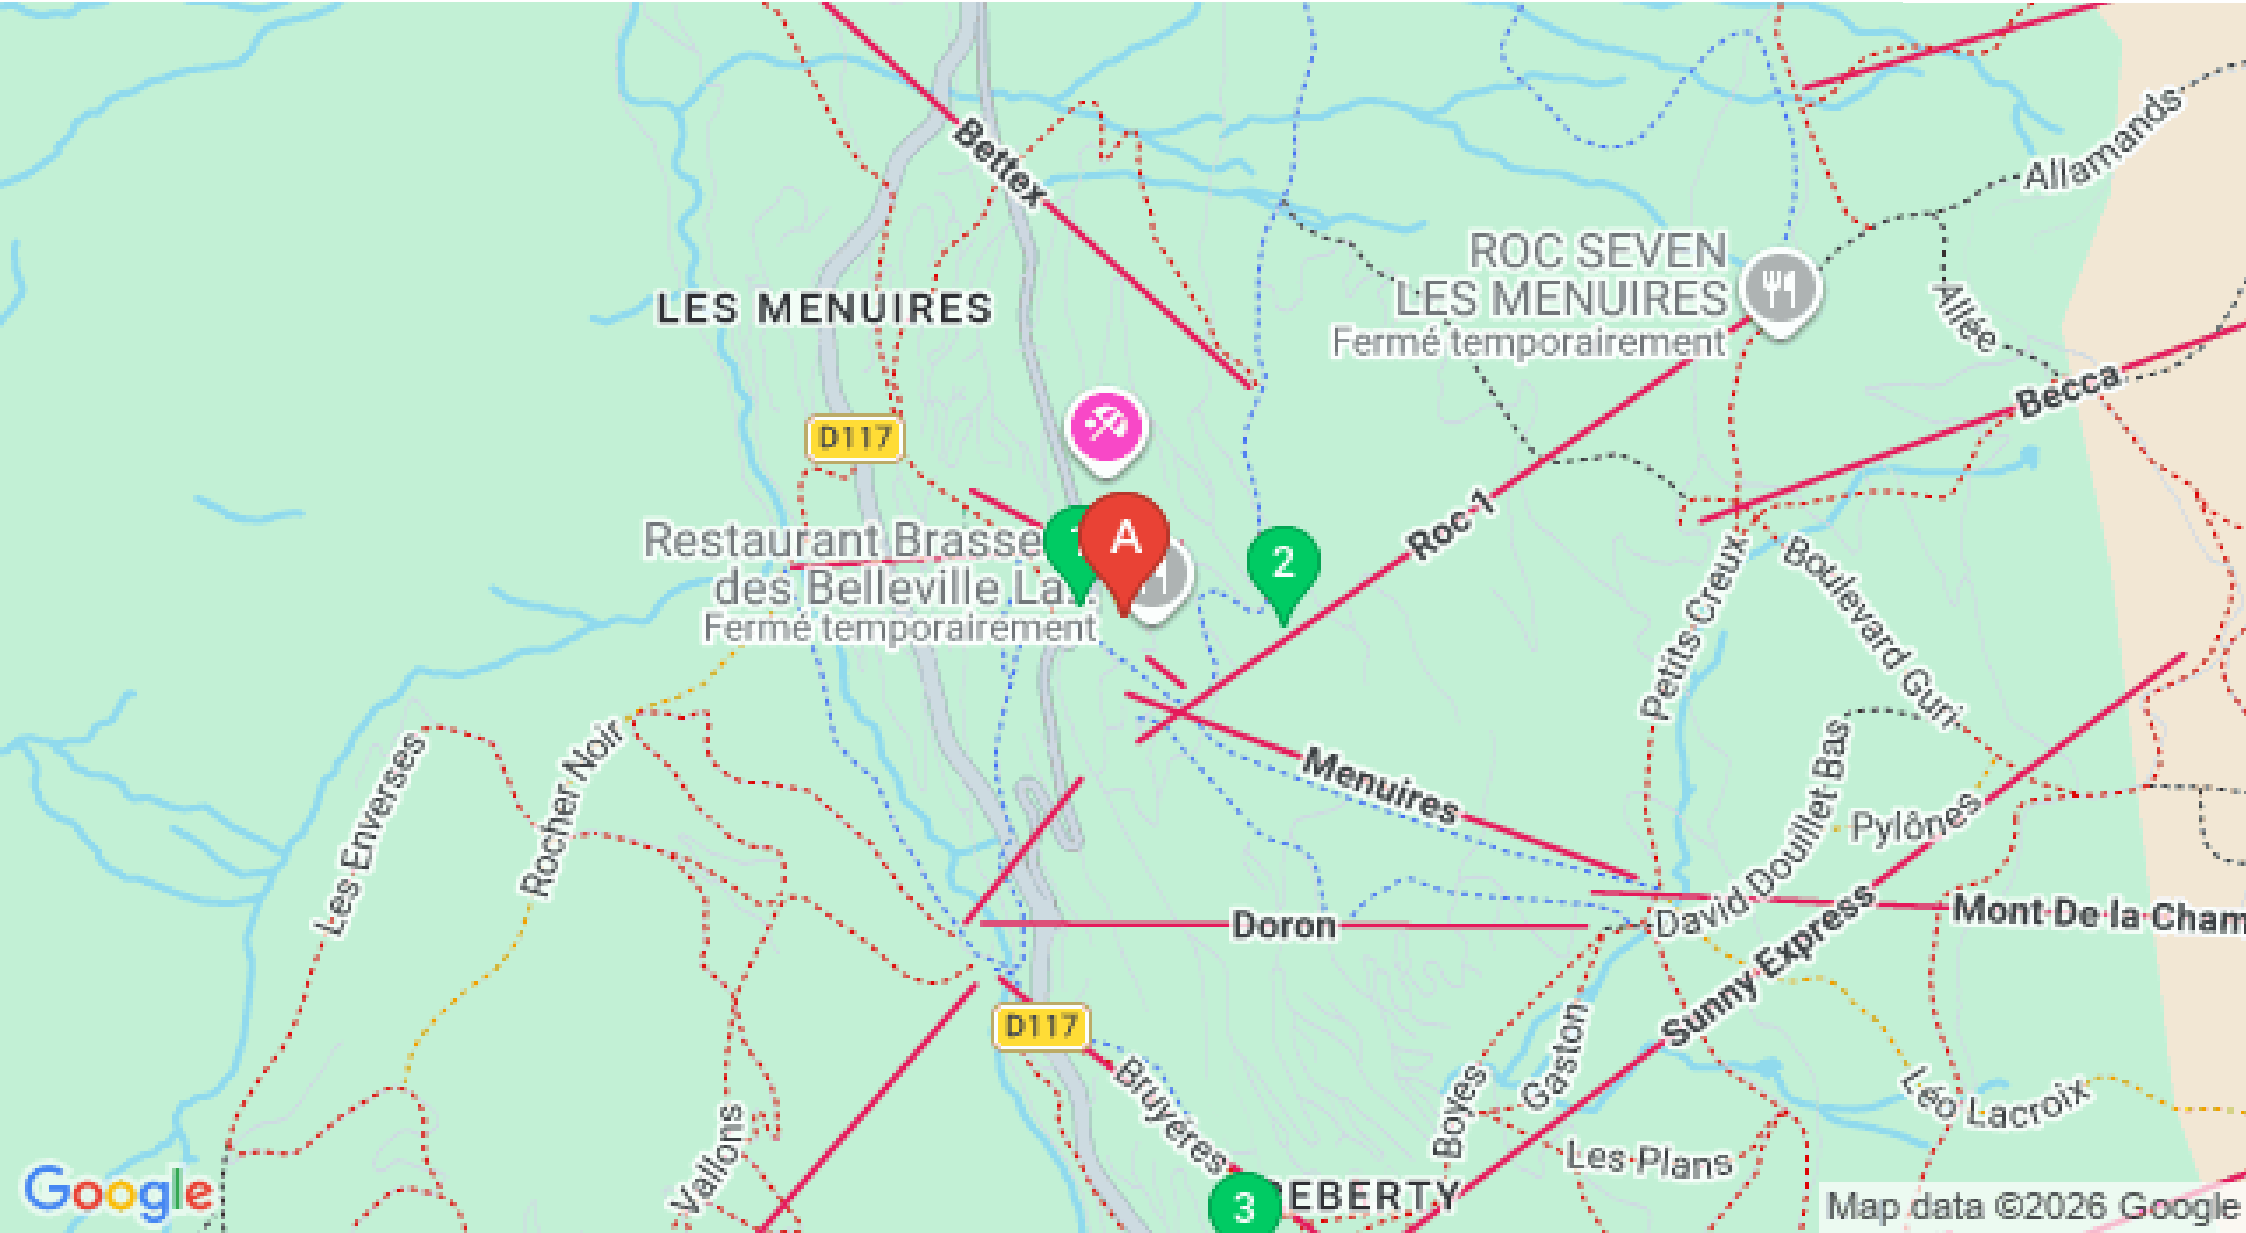 Bettex
Allamands
ROC SEVEN
LES MENUIRES
Fermé temporairement
Allée
LES MENUIRES
Becca
D117
A
Restaurant Brasse
des Belleville La...
Fermé temporairement
2
Roc 1
Petits Creux
Boulevard Guri
Les Enverses
Rocher Noir
Menuires
David Douillet Bas
Pylônes
Doron
Mont De la Cham
Sunny Express
D117
Gaston
Boyes
Bruyéres
Léo Lacroix
Vallons
Les Plans
3
EBERTY
Google
Map data ©2026 Google